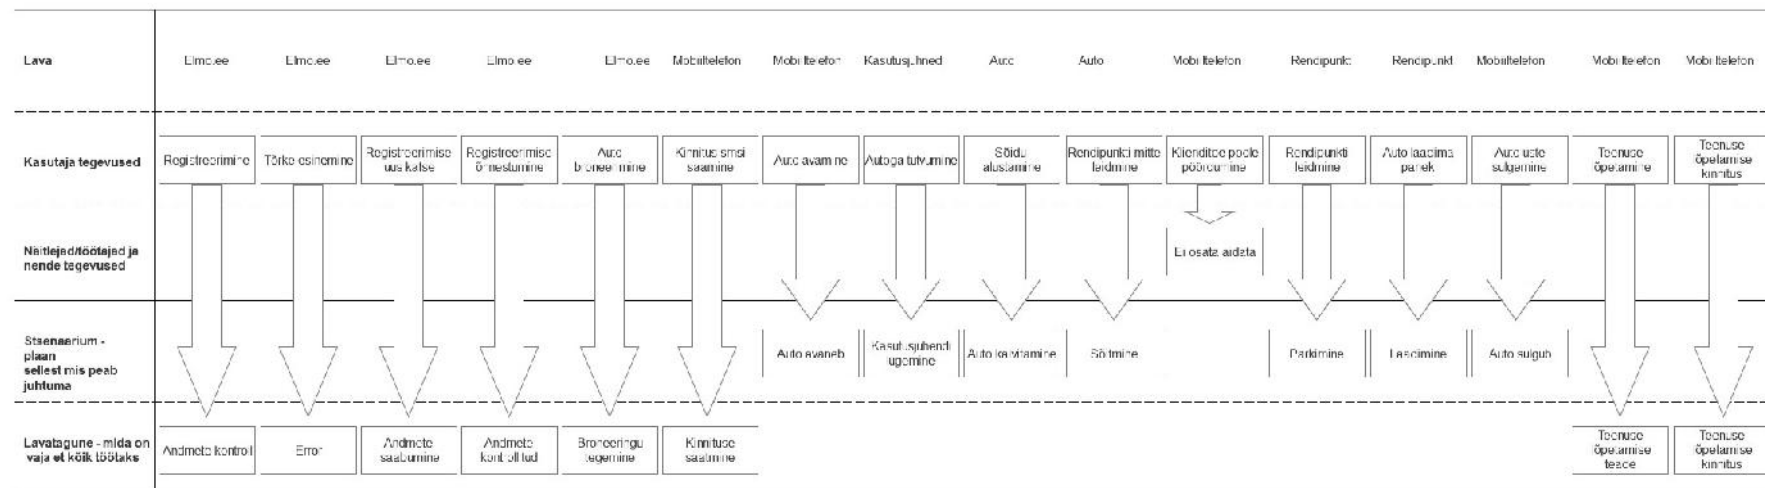 Lava
Elmo.ee
Elmo.ee
Elmo.ee
Elmo.ee
Elmo.ee
Mobiiltelefon
Mobiiltelefon
Kasutusjuhned
Auto
Auto
Mobiiltelefon
Rendipunkt
Rendipunkt
Mobiiltelefon
Mobiiltelefon
Mobiiltelefon
Kasutaja tegevused
Registreerimine
Tõrke esinemine
Registreerimise
uus katse
Registreerimise
õnnestumine
Auto
broneerimine
Kinnitus smsi
saamine
Auto avamine
Autoga tutvumine
Sõidu
alustamine
Rendipunkti mitte
leidmine
Klienditoe poole
pöördumine
Rendipunkti
leidmine
Auto laadima
panek
Auto uste
sulgemine
Teenuse
õpetamine
Teenuse
õpetamise
kinnitus
Näitlejad/töötajad ja
nende tegevused
Ei osata aidata
Stsenaarium -
plaan
sellest mis peab
juhtuma
Auto avaneb
Kasutusjuhendi
lugemine
Auto käivitamine
Sõitmine
Parkimine
Laadimine
Auto sulgub
Lavatagune - mida on
vaja et kõik töötaks
Andmete kontroll
Error
Andmete
saabumine
Andmete
kontrollitud
Broneeringu
tegemine
Kinnituse
saatmine
Teenuse
õpetamise
teade
Teenuse
õpetamise
kinnitus